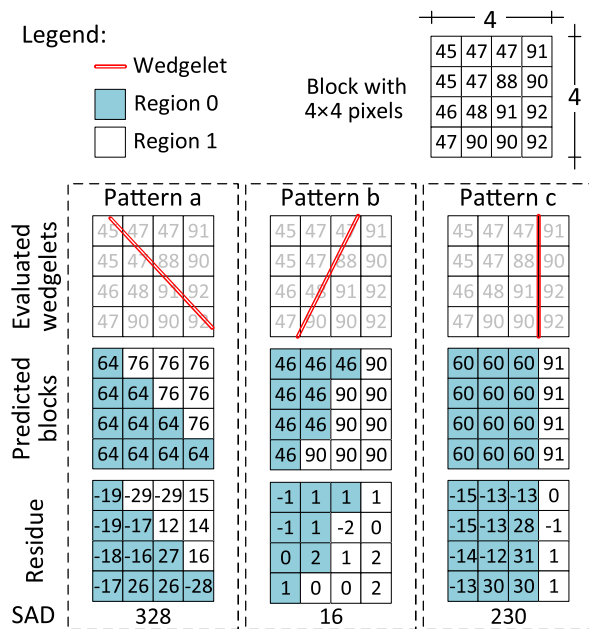 Legend:
Wedgelet
Region 0
Region 1
Block with
4×4 pixels
4
45 47 47 91
45 47 88 90
46 48 91 92
47 90 90 92
4
Pattern a Pattern b Pattern c
Evaluated
wedgelets
45 47 47 91 45 47 47 91 45 47 47 91
45 47 88 90 45 47 88 90 45 47 88 90
46 48 91 92 46 48 91 92 46 48 91 92
47 90 90 92 47 90 90 92 47 90 90 92
Predicted
blocks
64 76 76 76 46 46 46 90 60 60 60 91
64 64 76 76 46 46 90 90 60 60 60 91
64 64 64 76 46 46 90 90 60 60 60 91
64 64 64 64 46 90 90 90 60 60 60 91
Residue
-19 -29 -29 15 -1 1 1 1 -15 -13 -13 0
-19 -17 12 14 -1 1 -2 0 -15 -13 28 -1
-18 -16 27 16 0 2 1 2 -14 -12 31 1
-17 26 26 -28 1 0 0 2 -13 30 30 1
SAD 328 16 230